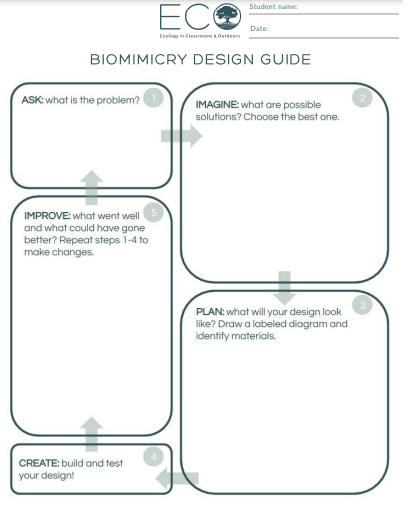 ECO
Ecology in Classrooms & Outdoors
Student name:
Date:
BIOMIMICRY DESIGN GUIDE
ASK: what is the problem?
1
IMAGINE: what are possible
solutions? Choose the best one.
2
PLAN: what will your design look
like? Draw a labeled diagram and
identify materials.
3
CREATE: build and test
your design!
4
IMPROVE: what went well
and what could have gone
better? Repeat steps 1-4 to
make changes.
5